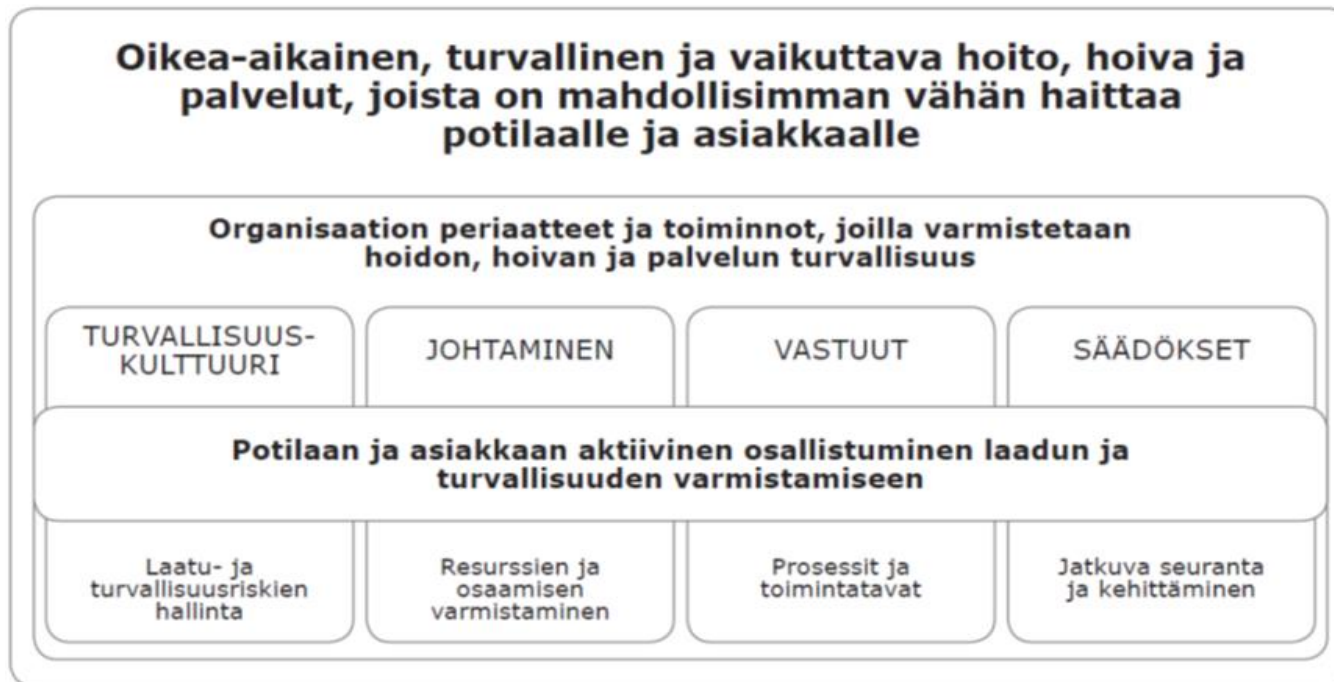 Oikea-aikainen, turvallinen ja vaikuttava hoito, hoiva ja
palvelut, joista on mahdollisimman vähän haittaa
potilaalle ja asiakkaalle
Organisaation periaatteet ja toiminnot, joilla varmistetaan
hoidon, hoivan ja palvelun turvallisuus
TURVALLISUUS-
KULTTUURI
JOHTAMINEN
VASTUUT
SÄÄDÖKSET
Potilaan ja asiakkaan aktiivinen osallistuminen laadun ja
turvallisuuden varmistamiseen
Laatu- ja
turvallisuusriskien
hallinta
Resurssien ja
osaamisen
varmistaminen
Prosessit ja
toimintatavat
Jatkuva seuranta
ja kehittäminen